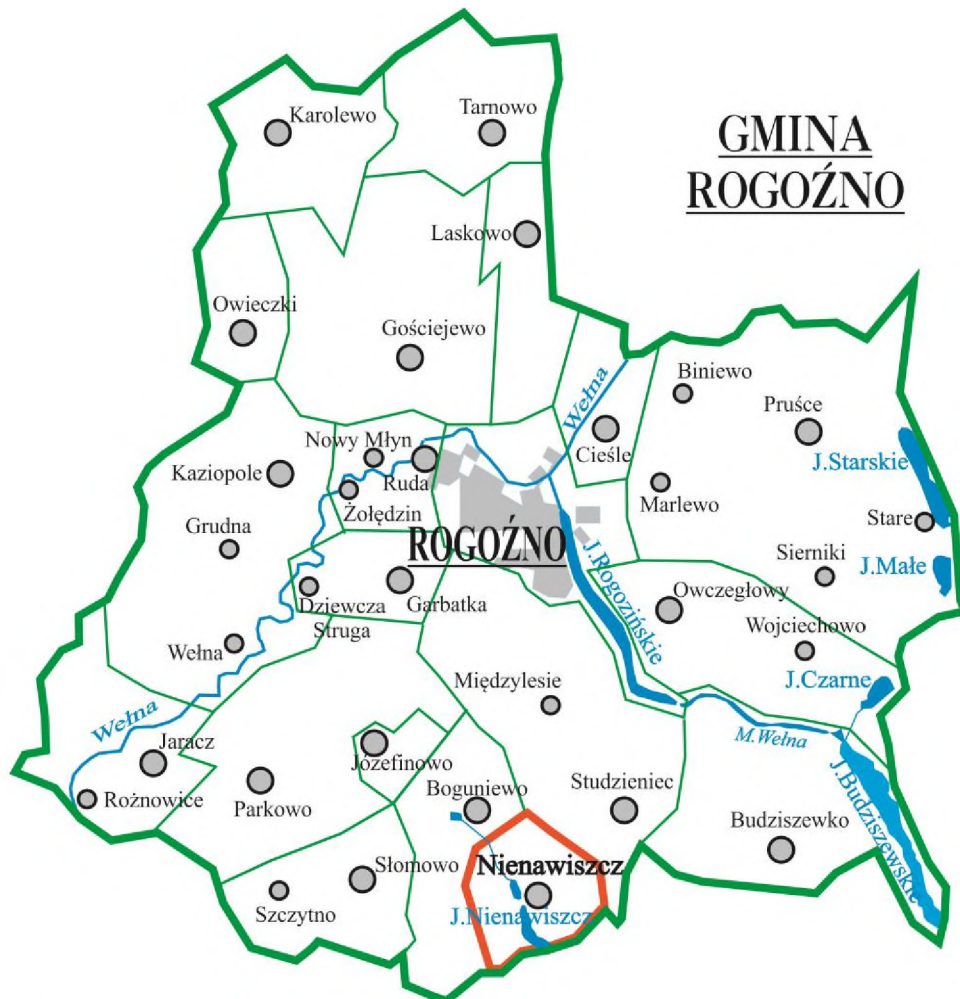 Karolewo
Tarnowo
GMINA
ROGOŹNO
Laskowo
Owieczki
Gościejewo
Wełna
Biniewo
Pruśce
Cieśle
J.Starskie
Nowy Młyn
Kaziopole
Ruda
Marlewo
Żołędzin
Stare
Grudna
ROGOŹNO
Sierniki
J.Małe
J.Rogozińskie
Dziewcza
Struga
Garbatka
Owczegłowy
Wojciechowo
Wełna
Międzylesie
J.Czarne
Wełna
M.Wełna
Jaracz
Józefinowo
J.Budziszewskie
Rożnowice
Parkowo
Boguniewo
Studzieniec
Budziszewko
Słomowo
Nienawiszcz
Szczytno
J.Nienawiszcz